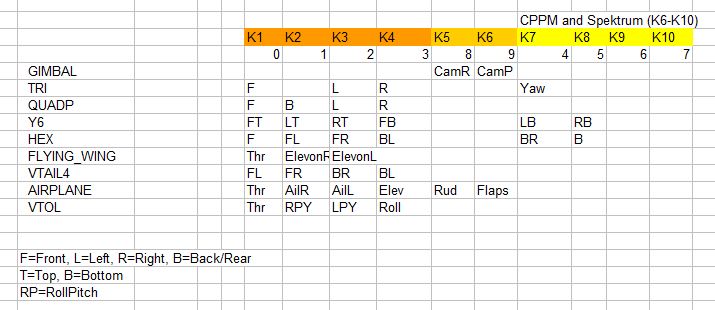 CPPM and Spektrum (K6-K10)
K1 K2 K3 K4 K5 K6 K7 K8 K9 K10
0 1 2 3 8 9 4 5 6 7
GIMBAL CamR CamP
TRI F L R Yaw
QUADP F B L R
Y6 FT LT RT FB LB RB
HEX F FL FR BL BR B
FLYING_WING Thr ElevonR ElevonL
VTAIL4 FL FR BR BL
AIRPLANE Thr AilR AilL Elev Rud Flaps
VTOL Thr RPY LPY Roll
F=Front, L=Left, R=Right, B=Back/Rear
T=Top, B=Bottom
RP=RollPitch